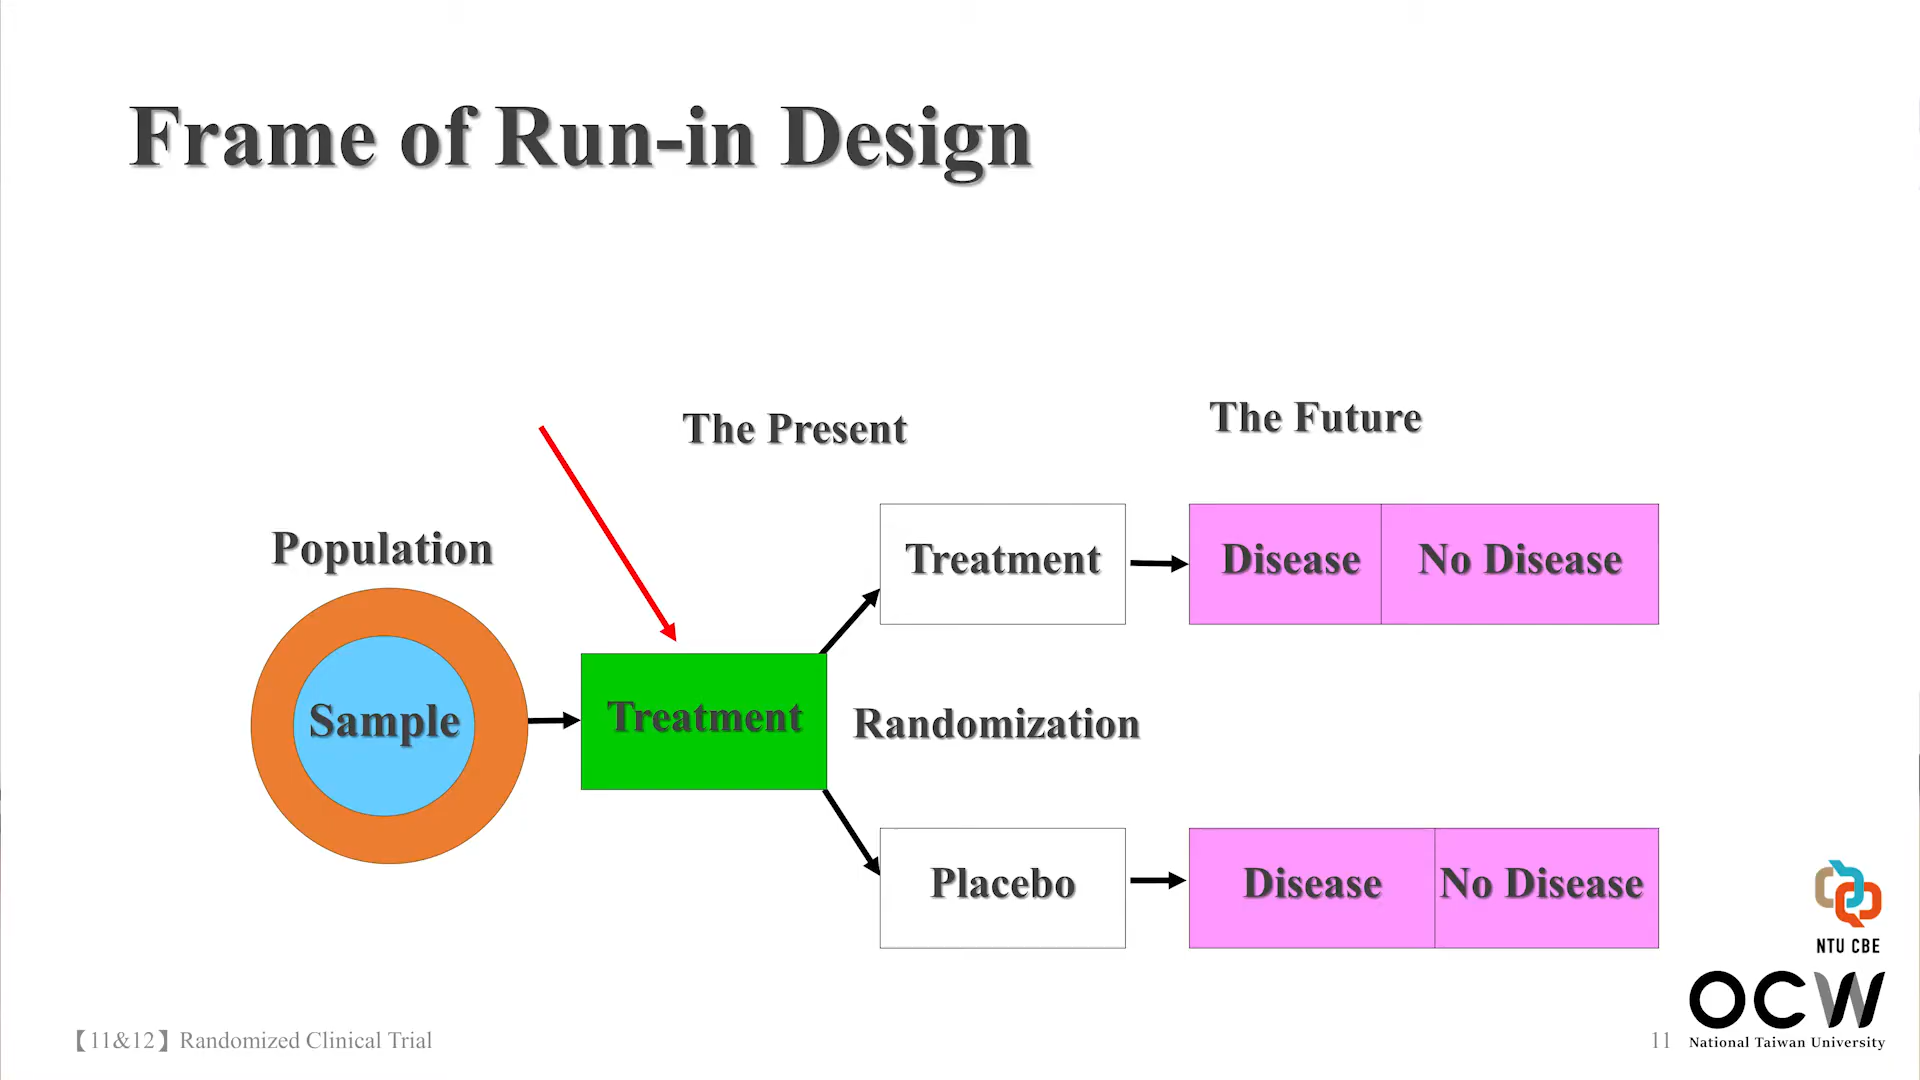 Frame of Run-in Design
The Present
The Future
Population
Treatment
Disease
No Disease
Sample
Treatment
Randomization
Placebo
Disease
No Disease
NTU CBE
OCW
National Taiwan University
【11&12】Randomized Clinical Trial
11